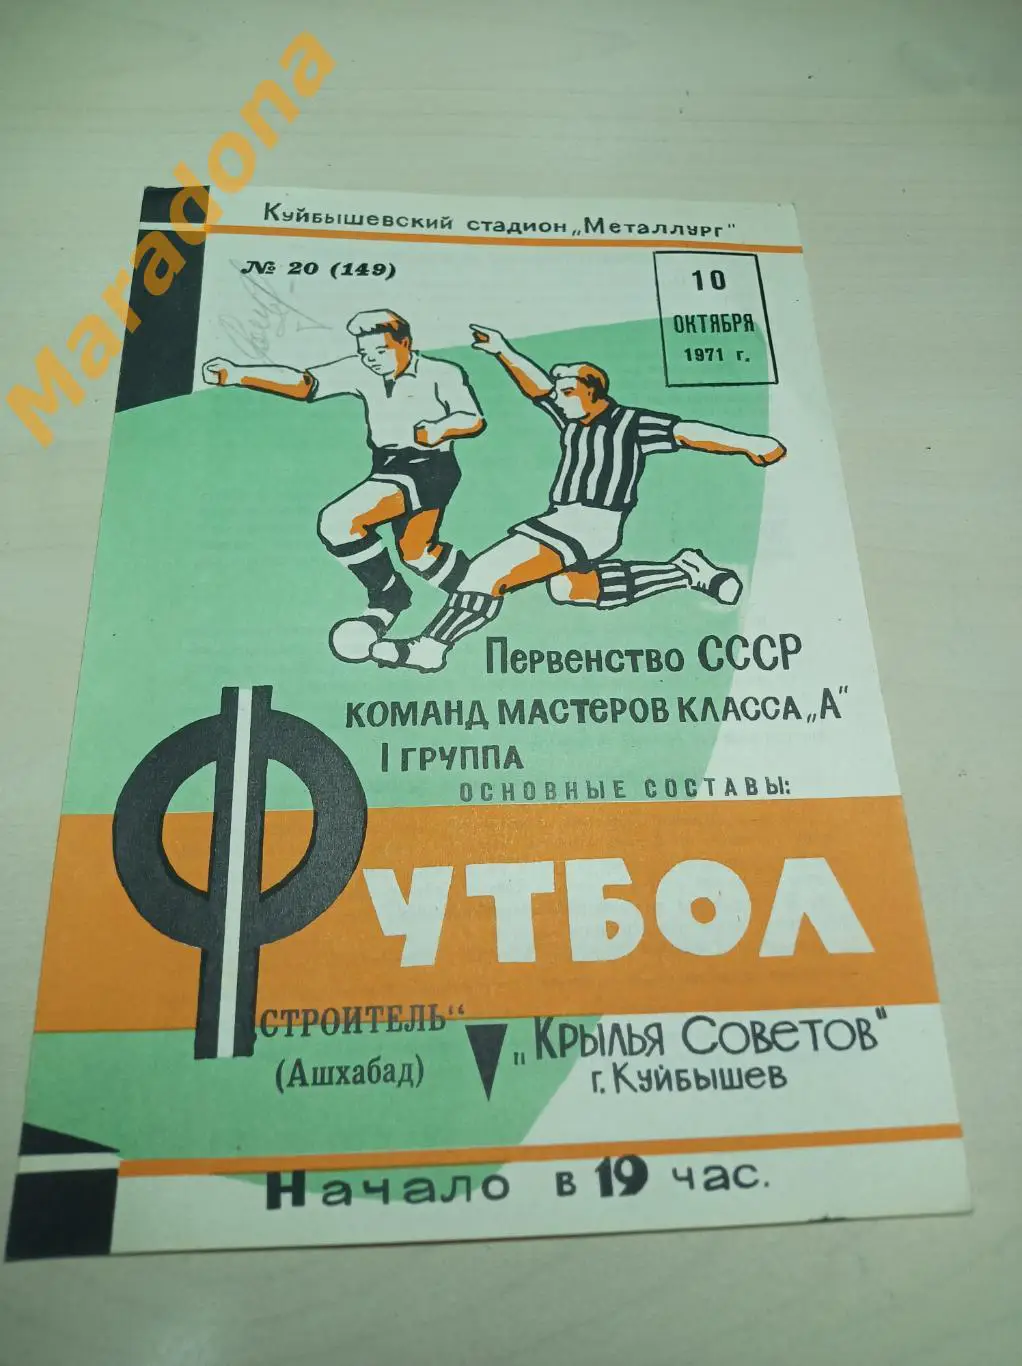 Maradona
Куйбышевский стадион „Металлург"
№ 20 (149)
10
ОКТЯБРЯ
1971 г.
Первенство СССР
КОМАНД МАСТЕРОВ КЛАССА „А"
I ГРУППА
ОСНОВНЫЕ СОСТАВЫ:
ФУТБОЛ
„СТРОИТЕЛЬ"
(Ашхабад)
„Крылья Советов"
г. Куйбышев
Начало в 19 час.